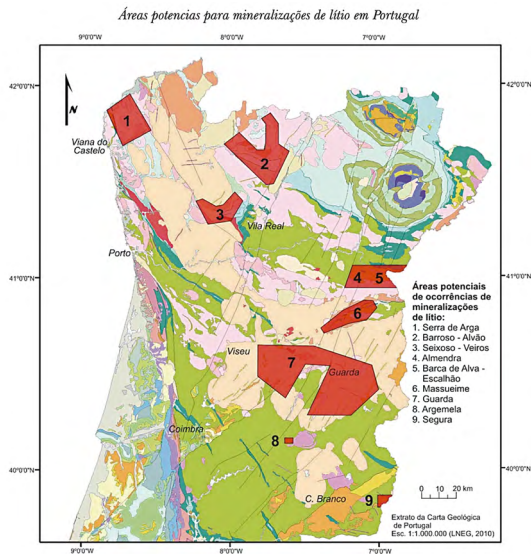 Áreas potencias para mineralizações de lítio em Portugal
9°0'0"W
8°0'0"W
7°0'0"W
42°0'0"N
42°0'0"N
N
1
Viana do
Castelo
2
3
Vila Real
Porto
41°0'0"N
41°0'0"N
4
5
6
Áreas potenciais
de ocorrências de
mineralizações
de lítio:
1. Serra de Arga
2. Barroso - Alvão
3. Seixoso - Veiros
4. Almendra
5. Barca de Alva -
Escalhão
6. Massueime
7. Guarda
8. Argemela
9. Segura
Viseu
7
Guarda
Coimbra
8
40°0'0"N
40°0'0"N
C. Branco
9
0 10 20 km
Extrato da Carta Geológica
de Portugal
Esc. 1:1.000.000 (LNEG, 2010)
9°0'0"W
8°0'0"W
7°0'0"W